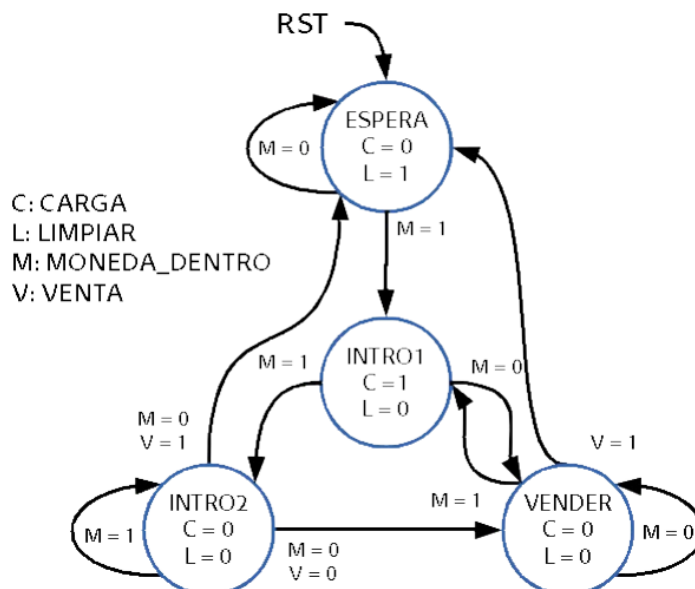 RST
ESPERA
C = 0
L = 1
M = 0
C: CARGA
L: LIMPIAR
M: MONEDA_DENTRO
V: VENTA
M = 1
INTRO1
C = 1
L = 0
M = 1
M = 0
M = 0
V = 1
V = 1
INTRO2
C = 0
L = 0
M = 1
M = 0
V = 0
M = 1
VENDER
C = 0
L = 0
M = 0